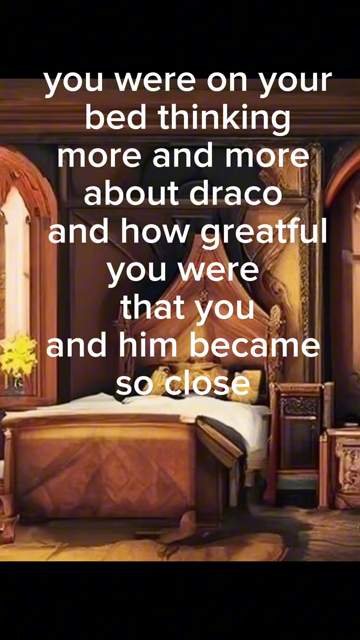 you were on your
bed thinking
more and more
about draco
and how greatful
you were
that you
and him became
so close